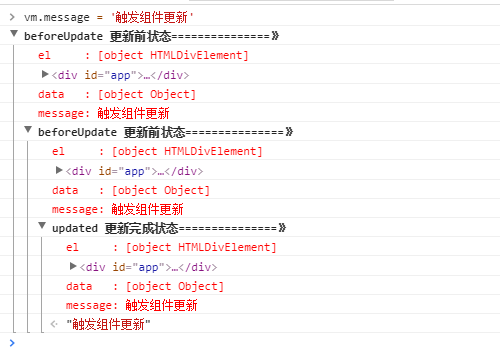 vm.message = '触发组件更新'
beforeUpdate 更新前状态===============》
el     : [object HTMLDivElement]
<div id="app">…</div>
data   : [object Object]
message: 触发组件更新
beforeUpdate 更新前状态===============》
el     : [object HTMLDivElement]
<div id="app">…</div>
data   : [object Object]
message: 触发组件更新
updated 更新完成状态===============》
el     : [object HTMLDivElement]
<div id="app">…</div>
data   : [object Object]
message: 触发组件更新
"触发组件更新"